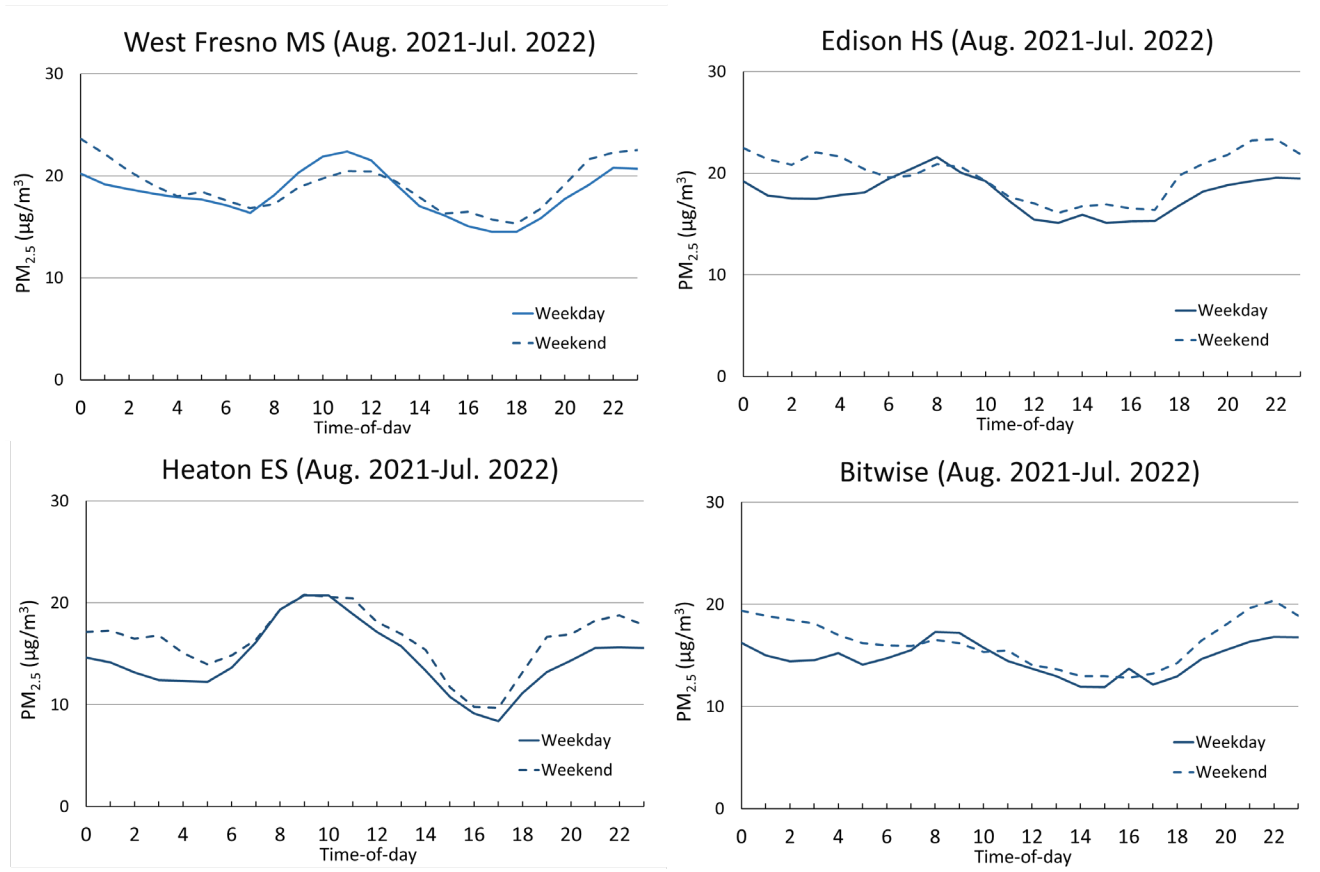 West Fresno MS (Aug. 2021-Jul. 2022)
30
20
10
0
PM2.5 (µg/m³)
Weekday
Weekend
0 2 4 6 8 10 12 14 16 18 20 22
Time-of-day
Edison HS (Aug. 2021-Jul. 2022)
30
20
10
0
PM2.5 (µg/m³)
Weekday
Weekend
0 2 4 6 8 10 12 14 16 18 20 22
Time-of-day
Heaton ES (Aug. 2021-Jul. 2022)
30
20
10
0
PM2.5 (µg/m³)
Weekday
Weekend
0 2 4 6 8 10 12 14 16 18 20 22
Time-of-day
Bitwise (Aug. 2021-Jul. 2022)
30
20
10
0
PM2.5 (µg/m³)
Weekday
Weekend
0 2 4 6 8 10 12 14 16 18 20 22
Time-of-day